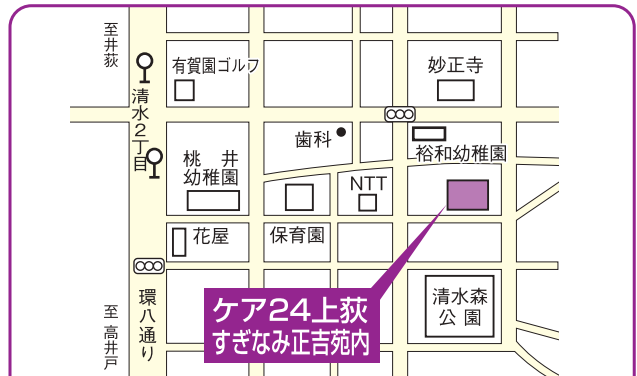 至井荻
有賀園ゴルフ
妙正寺
清水2丁目
歯科
裕和幼稚園
桃井
幼稚園
NTT
花屋
保育園
環八通り
清水森
公園
ケア24上荻
すぎなみ正吉苑内
至高井戸